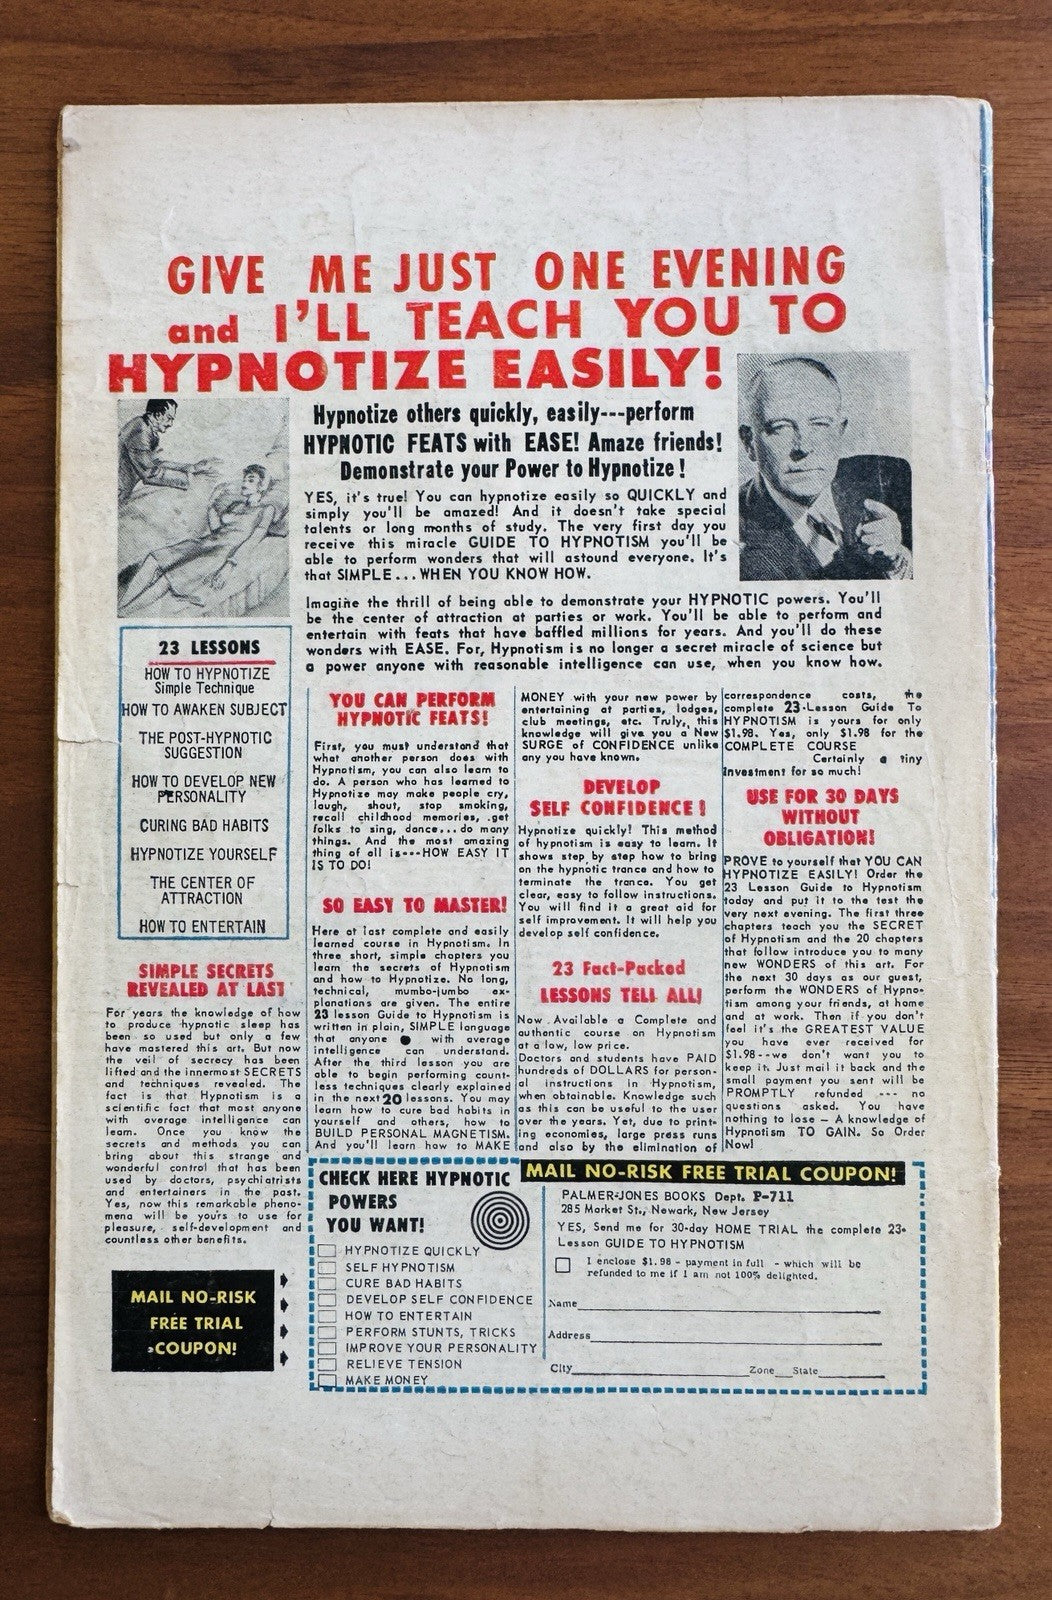 GIVE ME JUST ONE EVENING
and I'LL TEACH YOU TO
HYPNOTIZE EASILY!
Hypnotize others quickly, easily---perform
HYPNOTIC FEATS with EASE! Amaze friends!
Demonstrate your Power to Hypnotize!
YES, it's true! You can hypnotize easily so QUICKLY and
simply you'll be amazed! And it doesn't take special
talents or long months of study. The very first day you
receive this miracle GUIDE TO HYPNOTISM you'll be
able to perform wonders that will astound everyone. It's
that SIMPLE...WHEN YOU KNOW HOW.
Imagine the thrill of being able to demonstrate your HYPNOTIC powers. You'll
be the center of attraction at parties or work. You'll be able to perform and
entertain with feats that have baffled millions for years. And you'll do these
wonders with EASE. For, Hypnotism is no longer a secret miracle of science but
a power anyone with reasonable intelligence can use, when you know how.
23 LESSONS
HOW TO HYPNOTIZE
Simple Technique
HOW TO AWAKEN SUBJECT
THE POST-HYPNOTIC
SUGGESTION
HOW TO DEVELOP NEW
PERSONALITY
CURING BAD HABITS
HYPNOTIZE YOURSELF
THE CENTER OF
ATTRACTION
HOW TO ENTERTAIN
SIMPLE SECRETS
REVEALED AT LAST
For years the knowledge of how
to produce hypnotic sleep has
been so used but only a few
have mastered this art. But now
the veil of secrecy has been
lifted and the innermost SECRETS
and techniques revealed. The
fact is that Hypnotism is a
scientific fact that most anyone
with average intelligence can
learn. Once you know the
secrets and methods you can
bring about this strange and
wonderful control that has been
used by doctors, psychiatrists
and entertainers in the past.
Yes, now this remarkable pheno-
mena will be yours to use for
pleasure, self-development and
countless other benefits.
MAIL NO-RISK
FREE TRIAL
COUPON!
YOU CAN PERFORM
HYPNOTIC FEATS!
First, you must understand that
what another person does with
Hypnotism, you can also learn to
do. A person who has learned to
Hypnotize may make people cry,
laugh, shout, stop smoking,
recall childhood memories, get
folks to sing, dance...do many
things. And the most amazing
thing of all is---HOW EASY IT
IS TO DO!
SO EASY TO MASTER!
Here at last complete and easily
learned course in Hypnotism. In
three short, simple chapters you
learn the secrets of Hypnotism
and how to Hypnotize. No long,
technical, mumbo-jumbo ex-
planations are given. The entire
23 lesson Guide to Hypnotism is
written in plain, SIMPLE language
that anyone with average
intelligence can understand.
After the third lesson you are
able to begin performing count-
less techniques clearly explained
in the next 20 lessons. You may
learn how to cure bad habits in
yourself and others, how to
BUILD PERSONAL MAGNETISM.
And you'll learn how to MAKE
MONEY with your new power by
entertaining at parties, lodges,
club meetings, etc. Truly, this
knowledge will give you a New
SURGE of CONFIDENCE unlike
any you have known.
DEVELOP
SELF CONFIDENCE!
Hypnotize quickly! This method
of hypnotism is easy to learn. It
shows step by step how to bring
on the hypnotic trance and how to
terminate the trance. You get
clear, easy to follow instructions.
You will find it a great aid for
self improvement. It will help you
develop self confidence.
23 Fact-Packed
LESSONS TELL ALL!
Now Available a Complete and
authentic course on Hypnotism
at a low, low price.
Doctors and students have PAID
hundreds of DOLLARS for person-
al instructions in Hypnotism,
when obtainable. Knowledge such
as this can be useful to the user
over the years. Yet, due to print-
ing economies, large press runs
and also by the elimination of
correspondence costs, the
complete 23-Lesson Guide To
HYPNOTISM is yours for only
$1.98. Yes, only $1.98 for the
COMPLETE COURSE
Certainly a tiny
Investment for so much!
USE FOR 30 DAYS
WITHOUT
OBLIGATION!
PROVE to yourself that YOU CAN
HYPNOTIZE EASILY! Order the
23 Lesson Guide to Hypnotism
today and put it to the test the
very next evening. The first three
chapters teach you the SECRET
of Hypnotism and the 20 chapters
that follow introduce you to many
new WONDERS of this art. For
the next 30 days as our guest,
perform the WONDERS of Hypno-
tism among your friends, at home
and at work. Then if you don't
feel it's the GREATEST VALUE
you have ever received for
$1.98--we don't want you to
keep it. Just mail it back and the
small payment you sent will be
PROMPTLY refunded --- no
questions asked. You have
nothing to lose – A knowledge of
Hypnotism TO GAIN. So Order
Now!
CHECK HERE HYPNOTIC
POWERS
YOU WANT!
HYPNOTIZE QUICKLY
SELF HYPNOTISM
CURE BAD HABITS
DEVELOP SELF CONFIDENCE
HOW TO ENTERTAIN
PERFORM STUNTS, TRICKS
IMPROVE YOUR PERSONALITY
RELIEVE TENSION
MAKE MONEY
MAIL NO-RISK FREE TRIAL COUPON!
PALMER-JONES BOOKS Dept. P-711
285 Market St., Newark, New Jersey
YES, Send me for 30-day HOME TRIAL the complete 23-
Lesson GUIDE TO HYPNOTISM
I enclose $1.98 - payment in full - which will be
refunded to me if I am not 100% delighted.
Name
Address
City Zone State